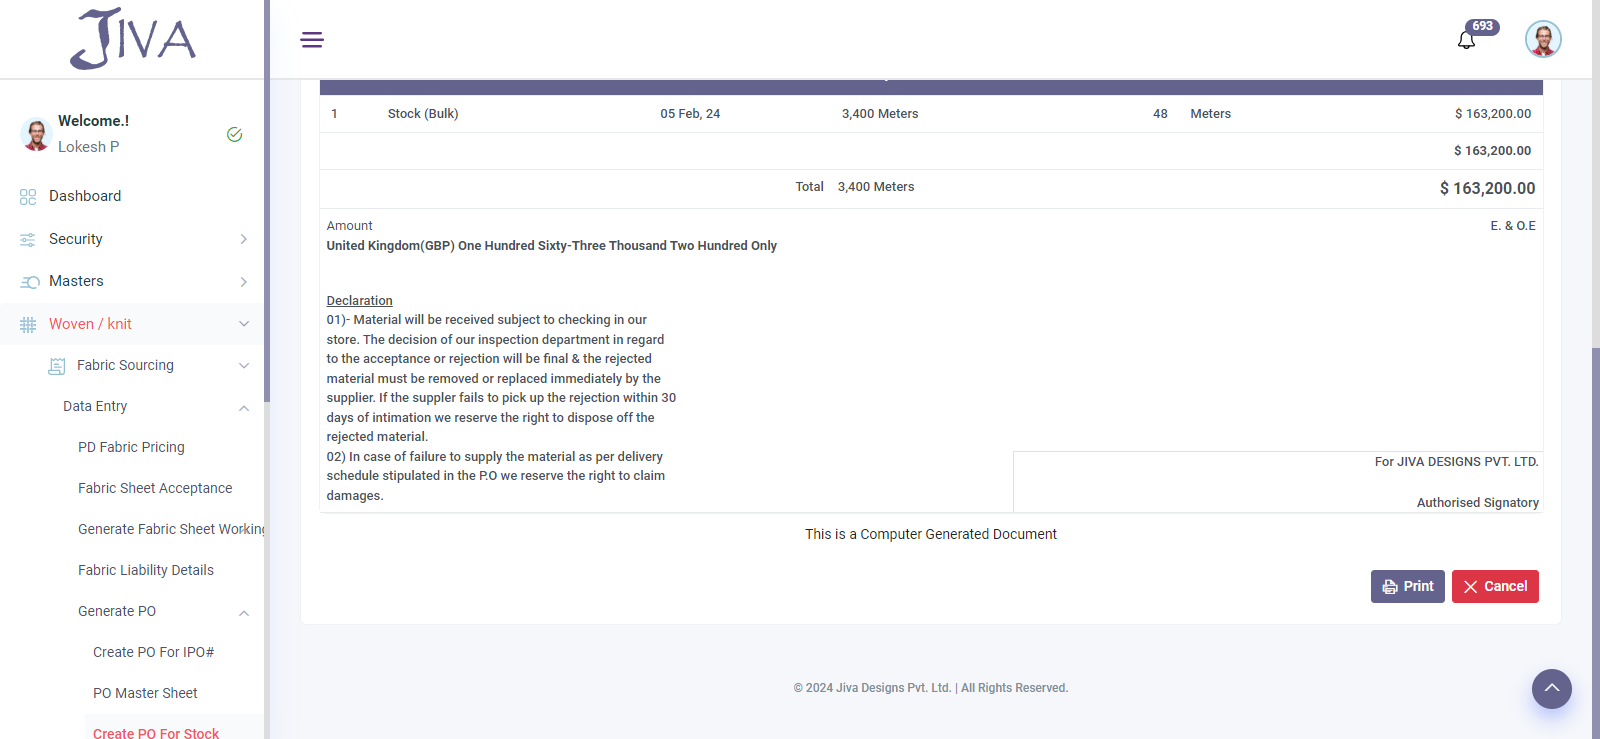 JIVA
693
Welcome.!
Lokesh P
Dashboard
Security
Masters
Woven / knit
Fabric Sourcing
Data Entry
PD Fabric Pricing
Fabric Sheet Acceptance
Generate Fabric Sheet Working
Fabric Liability Details
Generate PO
Create PO For IPO#
PO Master Sheet
Create PO For Stock
1 Stock (Bulk) 05 Feb, 24 3,400 Meters 48 Meters $ 163,200.00
$ 163,200.00
Total 3,400 Meters $ 163,200.00
Amount E. & O.E
United Kingdom(GBP) One Hundred Sixty-Three Thousand Two Hundred Only
Declaration
01)- Material will be received subject to checking in our
store. The decision of our inspection department in regard
to the acceptance or rejection will be final & the rejected
material must be removed or replaced immediately by the
supplier. If the suppler fails to pick up the rejection within 30
days of intimation we reserve the right to dispose off the
rejected material.
02) In case of failure to supply the material as per delivery
schedule stipulated in the P.O we reserve the right to claim
damages.
For JIVA DESIGNS PVT. LTD.
Authorised Signatory
This is a Computer Generated Document
Print
Cancel
© 2024 Jiva Designs Pvt. Ltd. | All Rights Reserved.